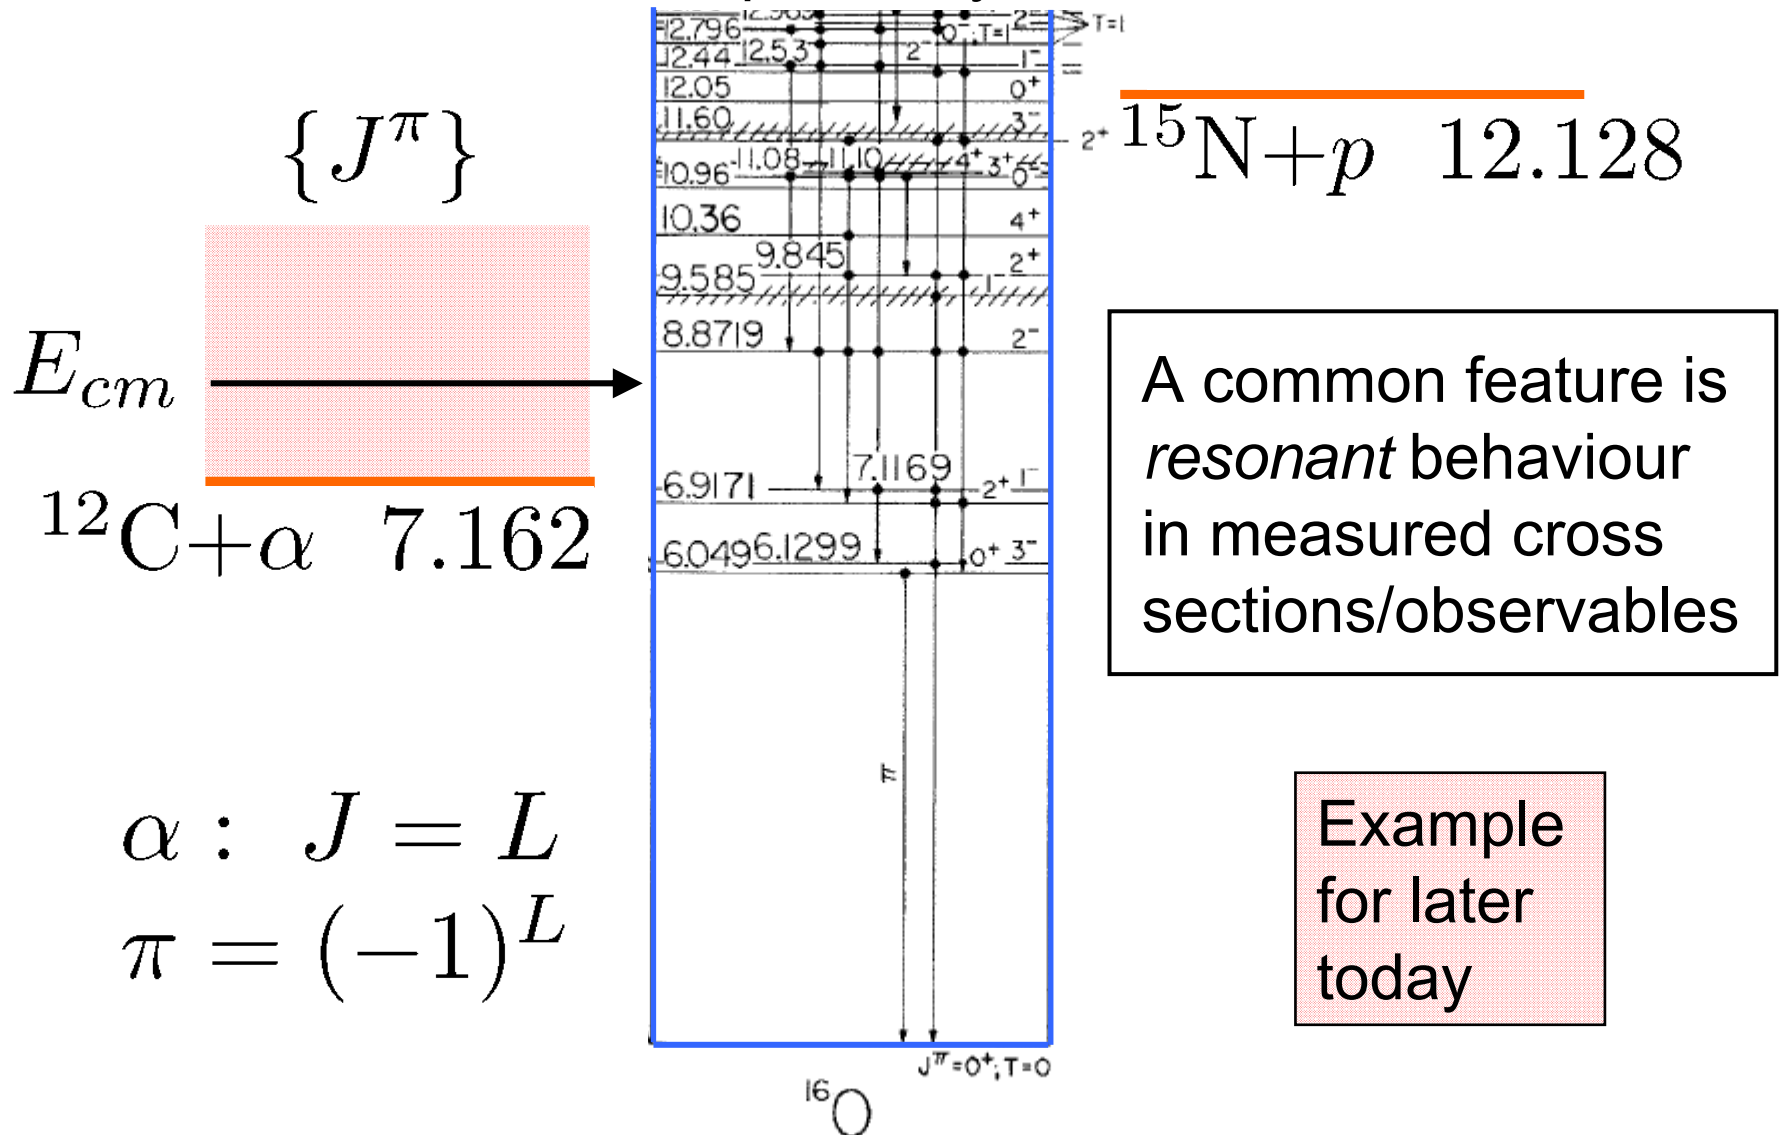 12.796
O⁻;T=1
2⁻
T=1
12.44
12.53
2⁻
1⁻
12.05
0⁺
11.60
3⁻
2⁺
11.08
11.10
4⁺
3⁺
10.96
0⁻
10.36
4⁺
9.845
2⁺
9.585
1⁻
8.8719
2⁻
7.1169
6.9171
2⁺
1⁻
6.049
6.1299
0⁺
3⁻
π
J^π=0⁺;T=0
¹⁶O
{J^π}
E_cm
¹²C+α 7.162
α : J = L
π = (−1)^L
¹⁵N+p 12.128
A common feature is
resonant behaviour
in measured cross
sections/observables
Example
for later
today